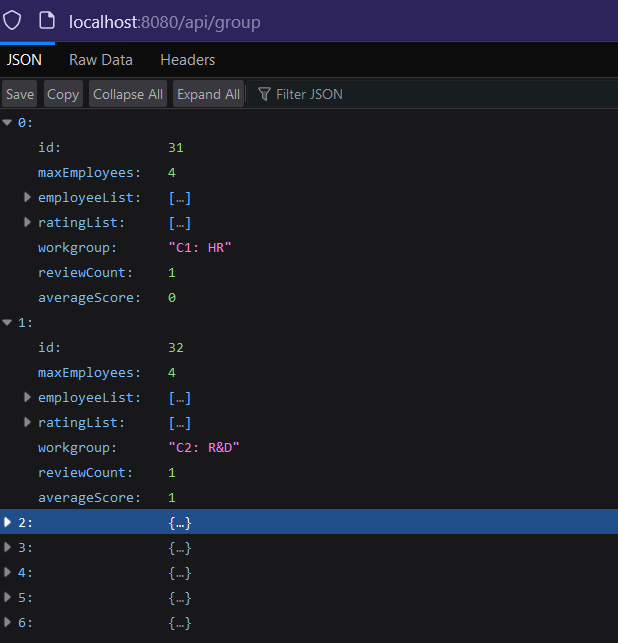 localhost:8080/api/group
JSON Raw Data Headers
Save Copy Collapse All Expand All Filter JSON
0:
id: 31
maxEmployees: 4
employeeList: […]
ratingList: […]
workgroup: "C1: HR"
reviewCount: 1
averageScore: 0
1:
id: 32
maxEmployees: 4
employeeList: […]
ratingList: […]
workgroup: "C2: R&D"
reviewCount: 1
averageScore: 1
2: {…}
3: {…}
4: {…}
5: {…}
6: {…}